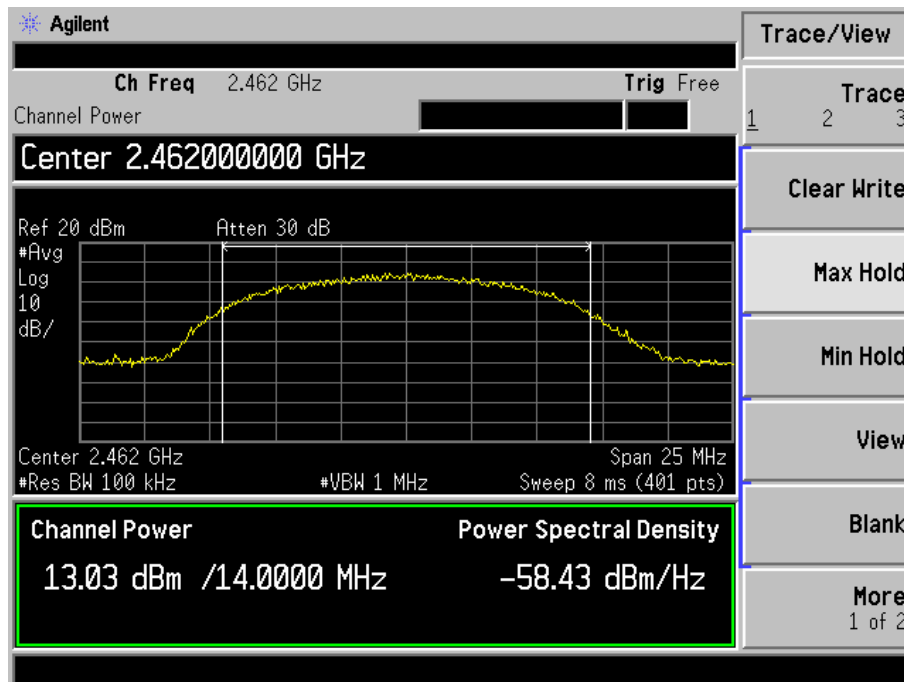 Agilent
Trace/View
Ch Freq 2.462 GHz Trig Free
Channel Power
Trace
1 2 3
Center 2.462000000 GHz
Clear Write
Ref 20 dBm Atten 30 dB
#Avg
Log
10
dB/
Max Hold
Min Hold
View
Center 2.462 GHz Span 25 MHz
#Res BW 100 kHz #VBW 1 MHz Sweep 8 ms (401 pts)
Channel Power Power Spectral Density
13.03 dBm /14.0000 MHz -58.43 dBm/Hz
Blank
More
1 of 2